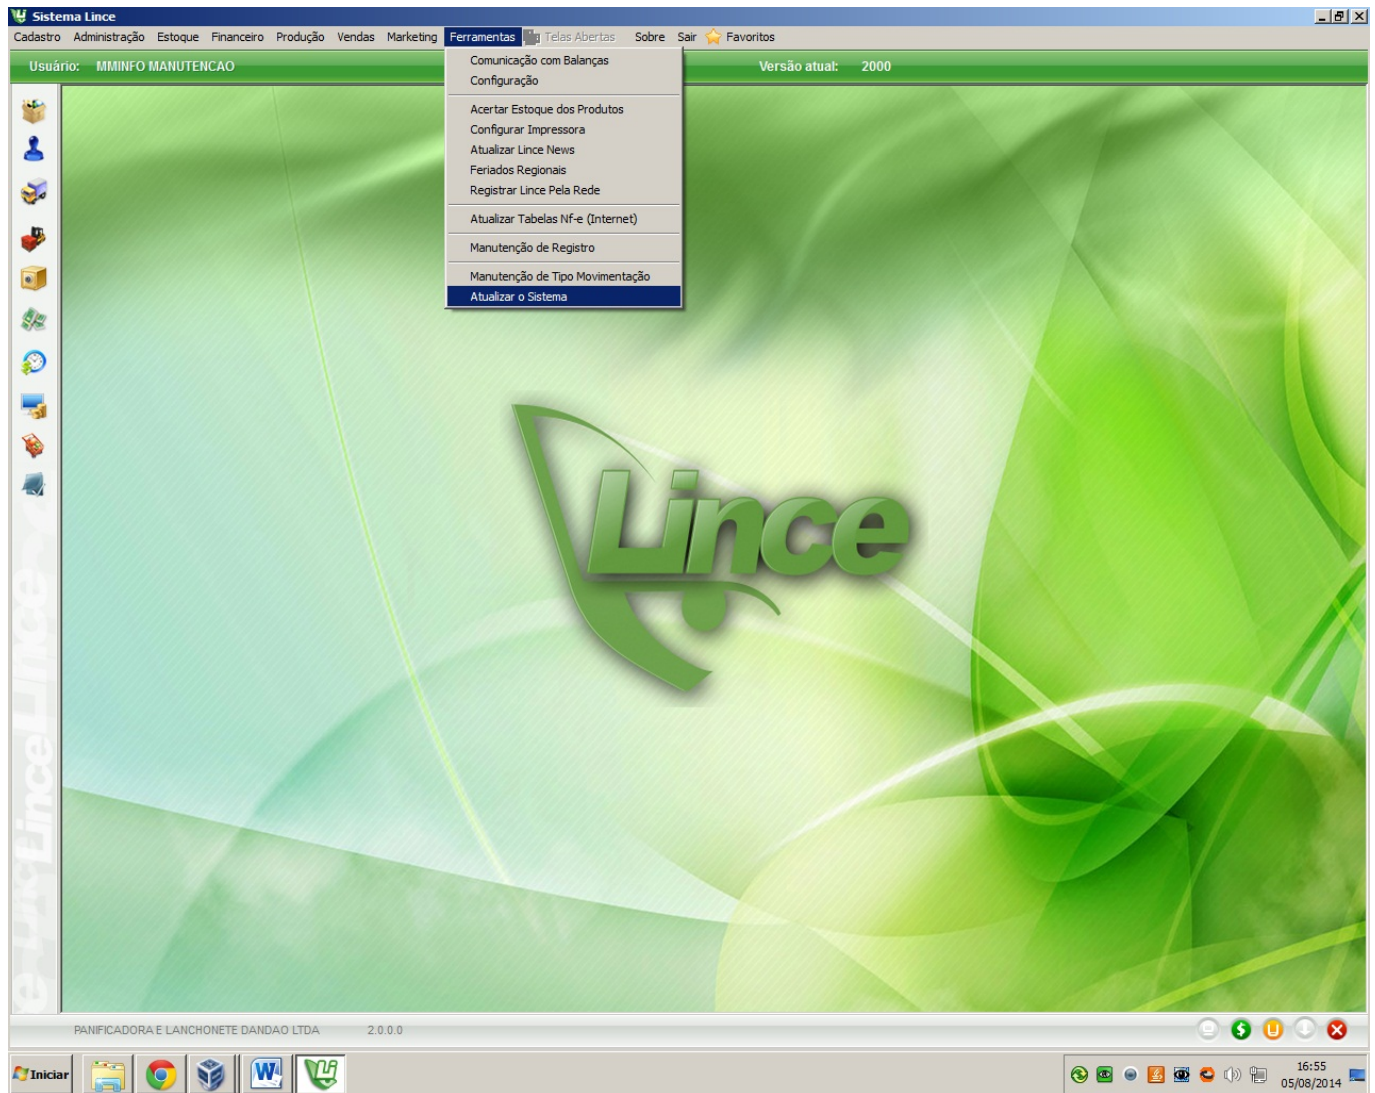 Sistema Lince
Cadastro Administração Estoque Financeiro Produção Vendas Marketing Ferramentas Telas Abertas Sobre Sair Favoritos
Usuário: MMINFO MANUTENCAO Versão atual: 2000
Comunicação com Balanças
Configuração
Acertar Estoque dos Produtos
Configurar Impressora
Atualizar Lince News
Feriados Regionais
Registrar Lince Pela Rede
Atualizar Tabelas Nf-e (Internet)
Manutenção de Registro
Manutenção de Tipo Movimentação
Atualizar o Sistema
Lince
Lince
Lince
PANIFICADORA E LANCHONETE DANDAO LTDA 2.0.0.0
Iniciar
16:55
05/08/2014